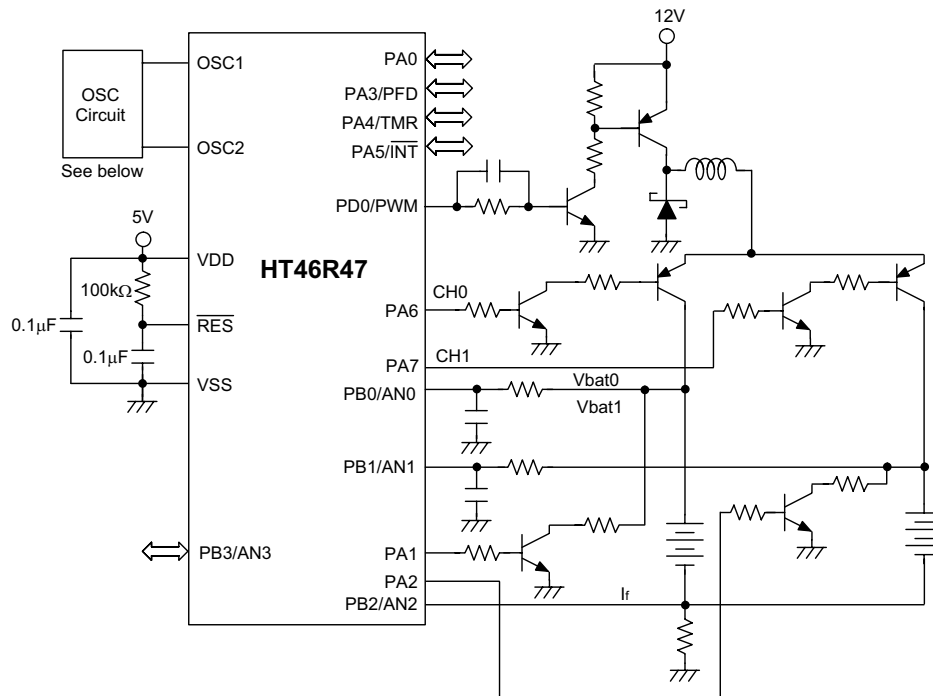 12V
OSC1
PA0
OSC
Circuit
PA3/PFD
PA4/TMR
OSC2
PA5/INT
See below
PD0/PWM
5V
VDD
HT46R47
100kΩ
CH0
PA6
0.1μF
RES
0.1μF
CH1
PA7
VSS
PB0/AN0
Vbat0
Vbat1
PB1/AN1
PB3/AN3
PA1
PA2
PB2/AN2
If